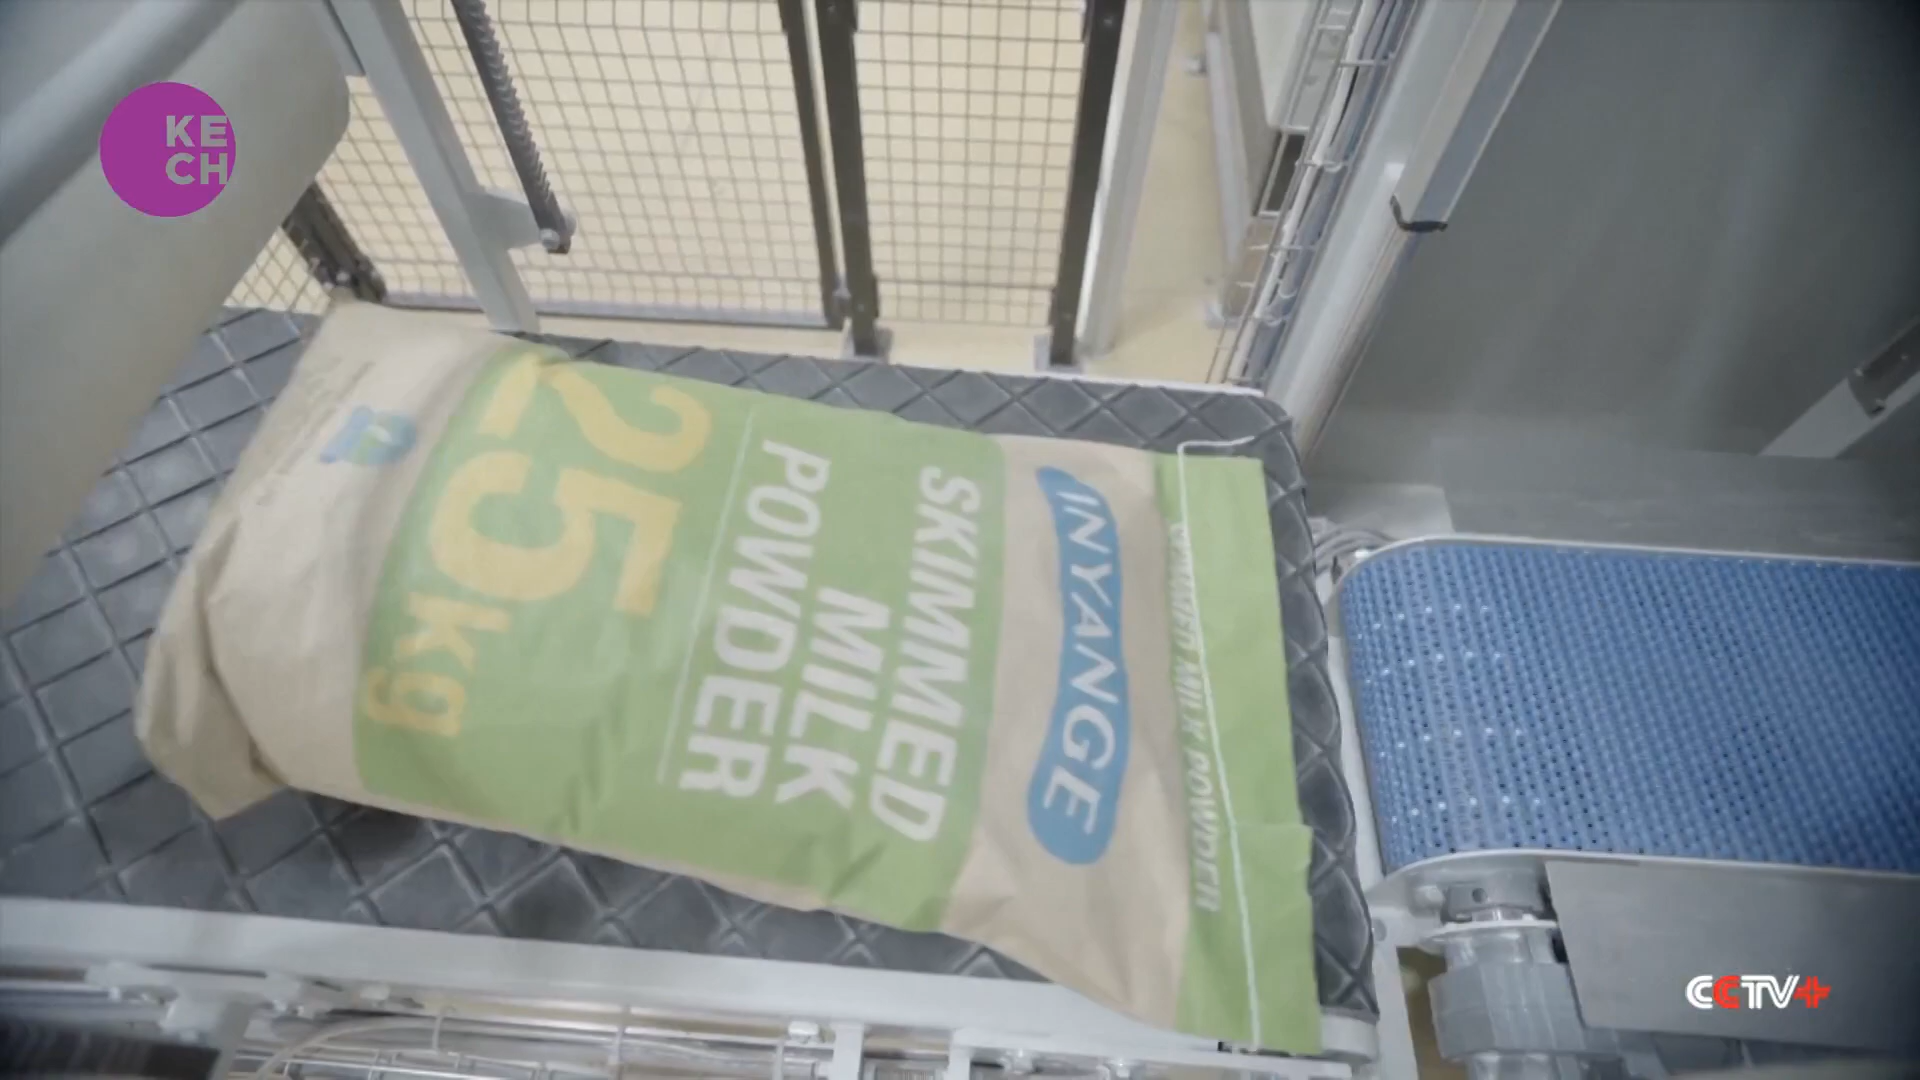 KE
CH
INYANGE
SKIMMED
MILK
POWDER
25kg
SKIMMED MILK POWDER
CCTV+